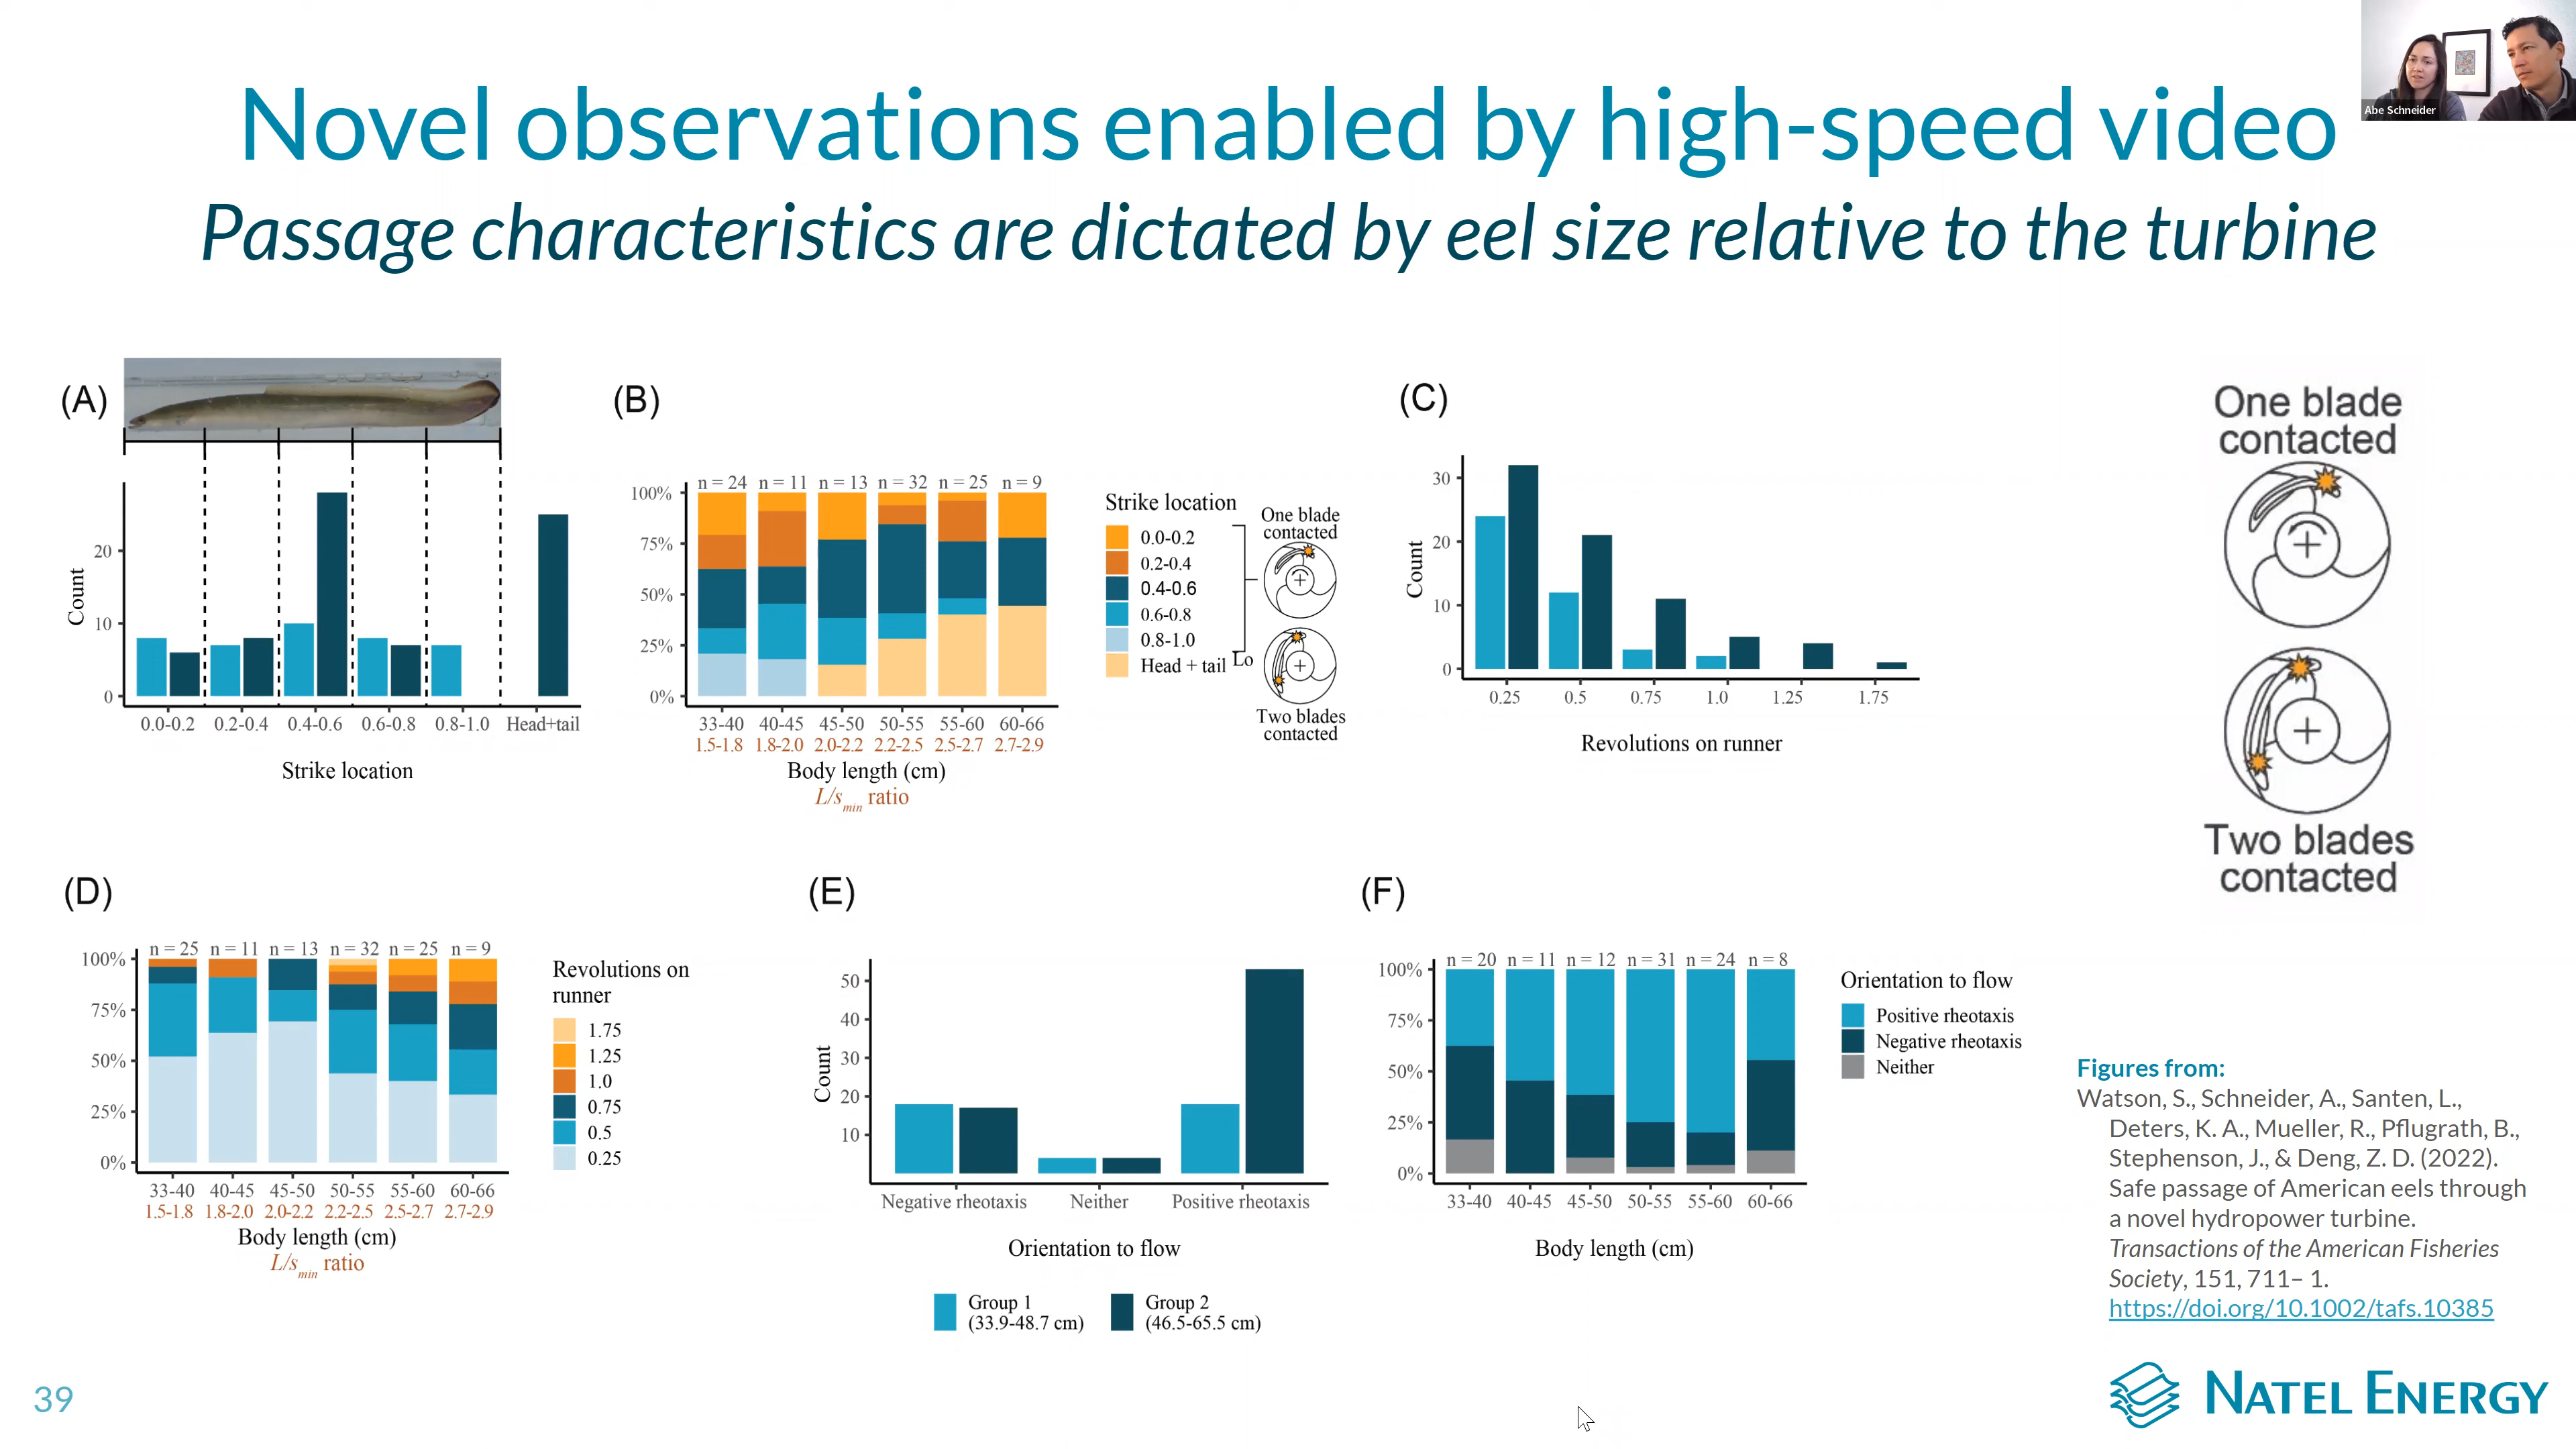 Novel observations enabled by high-speed video
Passage characteristics are dictated by eel size relative to the turbine
Abe Schneider
(A)
Count
20
10
0
0.0-0.2 0.2-0.4 0.4-0.6 0.6-0.8 0.8-1.0 Head+tail
Strike location
(B)
n = 24 n = 11 n = 13 n = 32 n = 25 n = 9
100%
75%
50%
25%
0%
33-40 40-45 45-50 50-55 55-60 60-66
1.5-1.8 1.8-2.0 2.0-2.2 2.2-2.5 2.5-2.7 2.7-2.9
Body length (cm)
L/smin ratio
Strike location
0.0-0.2
0.2-0.4
0.4-0.6
0.6-0.8
0.8-1.0
Head + tail
Lo
One blade
contacted
Two blades
contacted
(C)
Count
30
20
10
0
0.25 0.5 0.75 1.0 1.25 1.75
Revolutions on runner
One blade
contacted
Two blades
contacted
(D)
n = 25 n = 11 n = 13 n = 32 n = 25 n = 9
100%
75%
50%
25%
0%
33-40 40-45 45-50 50-55 55-60 60-66
1.5-1.8 1.8-2.0 2.0-2.2 2.2-2.5 2.5-2.7 2.7-2.9
Body length (cm)
L/smin ratio
Revolutions on
runner
1.75
1.25
1.0
0.75
0.5
0.25
(E)
Count
50
40
30
20
10
Negative rheotaxis Neither Positive rheotaxis
Orientation to flow
Group 1
(33.9-48.7 cm)
Group 2
(46.5-65.5 cm)
(F)
n = 20 n = 11 n = 12 n = 31 n = 24 n = 8
100%
75%
50%
25%
0%
33-40 40-45 45-50 50-55 55-60 60-66
Body length (cm)
Orientation to flow
Positive rheotaxis
Negative rheotaxis
Neither
Figures from:
Watson, S., Schneider, A., Santen, L.,
Deters, K. A., Mueller, R., Pflugrath, B.,
Stephenson, J., & Deng, Z. D. (2022).
Safe passage of American eels through
a novel hydropower turbine.
Transactions of the American Fisheries
Society, 151, 711– 1.
https://doi.org/10.1002/tafs.10385
39
NATEL ENERGY